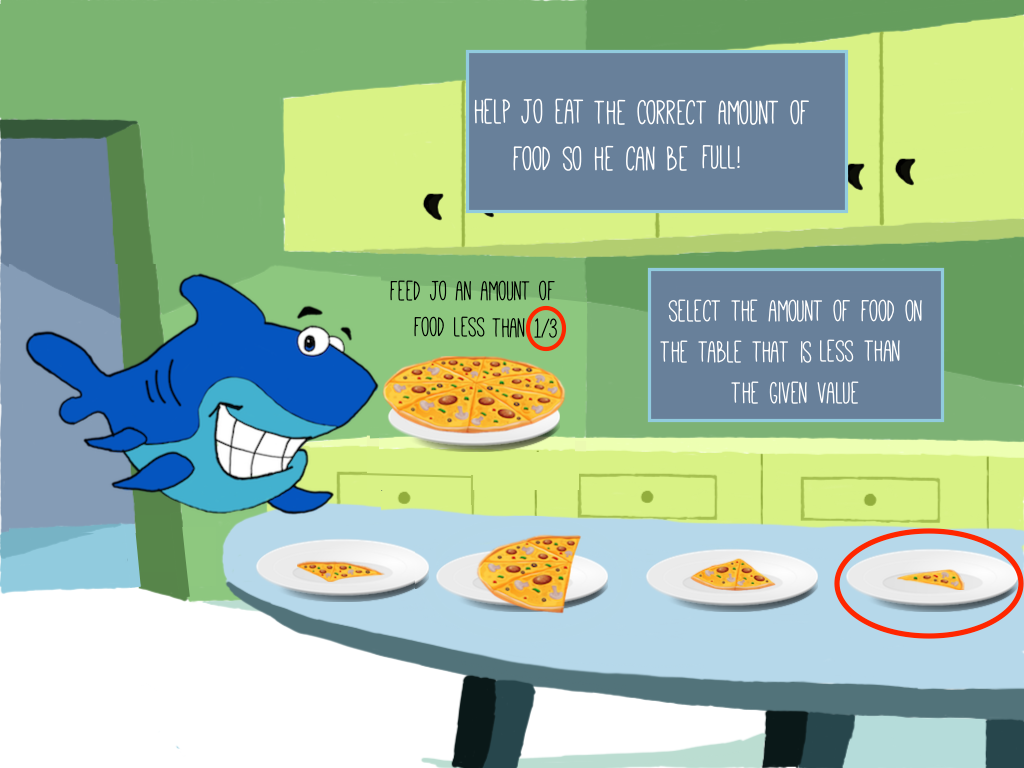 HELP JO EAT THE CORRECT AMOUNT OF
FOOD SO HE CAN BE FULL!
FEED JO AN AMOUNT OF
FOOD LESS THAN 1/3
SELECT THE AMOUNT OF FOOD ON
THE TABLE THAT IS LESS THAN
THE GIVEN VALUE